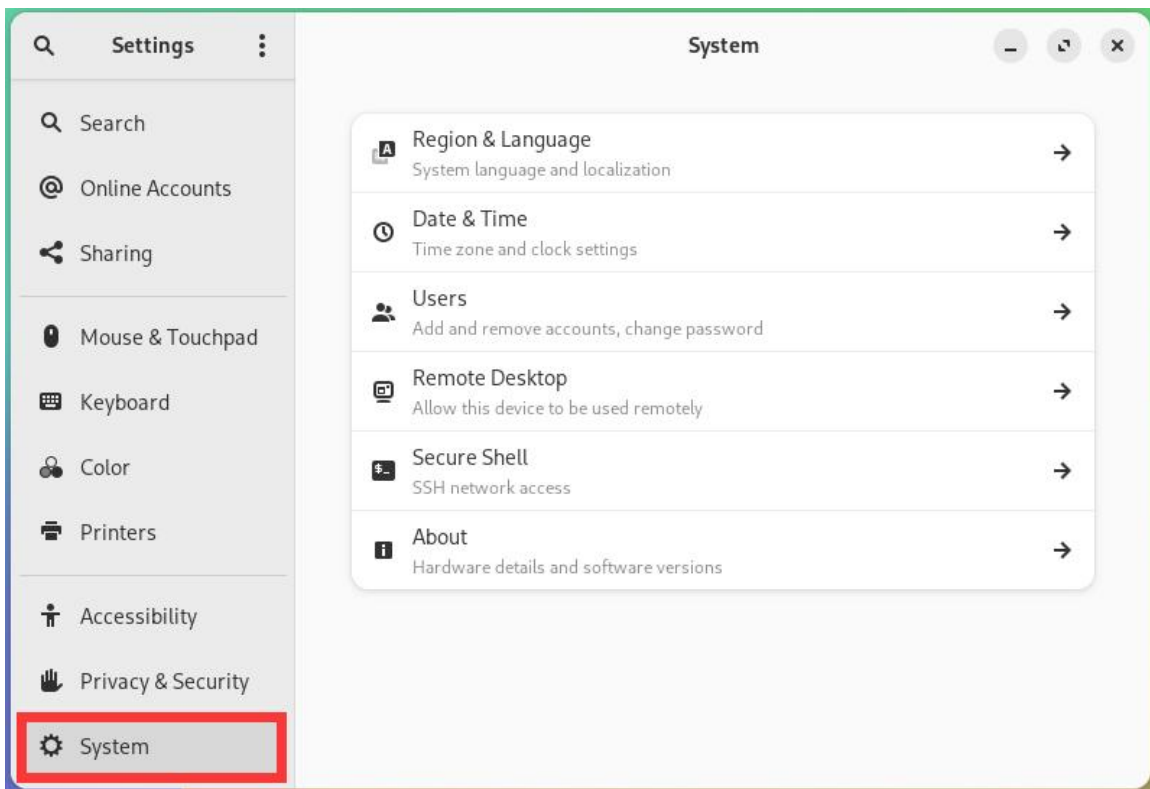 Settings
System
Search
Online Accounts
Sharing
Mouse & Touchpad
Keyboard
Color
Printers
Accessibility
Privacy & Security
System
Region & Language
System language and localization
Date & Time
Time zone and clock settings
Users
Add and remove accounts, change password
Remote Desktop
Allow this device to be used remotely
Secure Shell
SSH network access
About
Hardware details and software versions